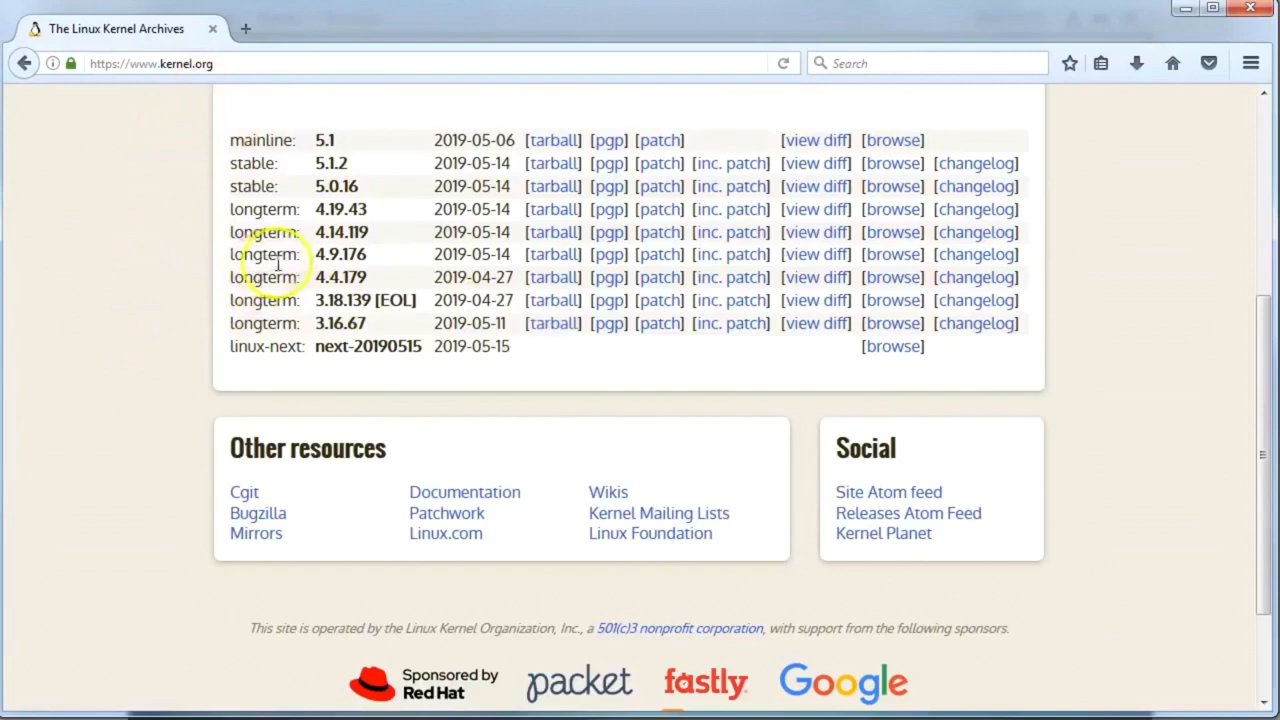 The Linux Kernel Archives
https://www.kernel.org
Search
mainline: 5.1 2019-05-06 [tarball] [pgp] [patch] [view diff] [browse]
stable: 5.1.2 2019-05-14 [tarball] [pgp] [patch] [inc. patch] [view diff] [browse] [changelog]
stable: 5.0.16 2019-05-14 [tarball] [pgp] [patch] [inc. patch] [view diff] [browse] [changelog]
longterm: 4.19.43 2019-05-14 [tarball] [pgp] [patch] [inc. patch] [view diff] [browse] [changelog]
longterm: 4.14.119 2019-05-14 [tarball] [pgp] [patch] [inc. patch] [view diff] [browse] [changelog]
longterm: 4.9.176 2019-05-14 [tarball] [pgp] [patch] [inc. patch] [view diff] [browse] [changelog]
longterm: 4.4.179 2019-04-27 [tarball] [pgp] [patch] [inc. patch] [view diff] [browse] [changelog]
longterm: 3.18.139 [EOL] 2019-04-27 [tarball] [pgp] [patch] [inc. patch] [view diff] [browse] [changelog]
longterm: 3.16.67 2019-05-11 [tarball] [pgp] [patch] [inc. patch] [view diff] [browse] [changelog]
linux-next: next-20190515 2019-05-15 [browse]
Other resources
Cgit Documentation Wikis
Bugzilla Patchwork Kernel Mailing Lists
Mirrors Linux.com Linux Foundation
Social
Site Atom feed
Releases Atom Feed
Kernel Planet
This site is operated by the Linux Kernel Organization, Inc., a 501(c)3 nonprofit corporation, with support from the following sponsors.
Sponsored by
Red Hat
packet
fastly
Google